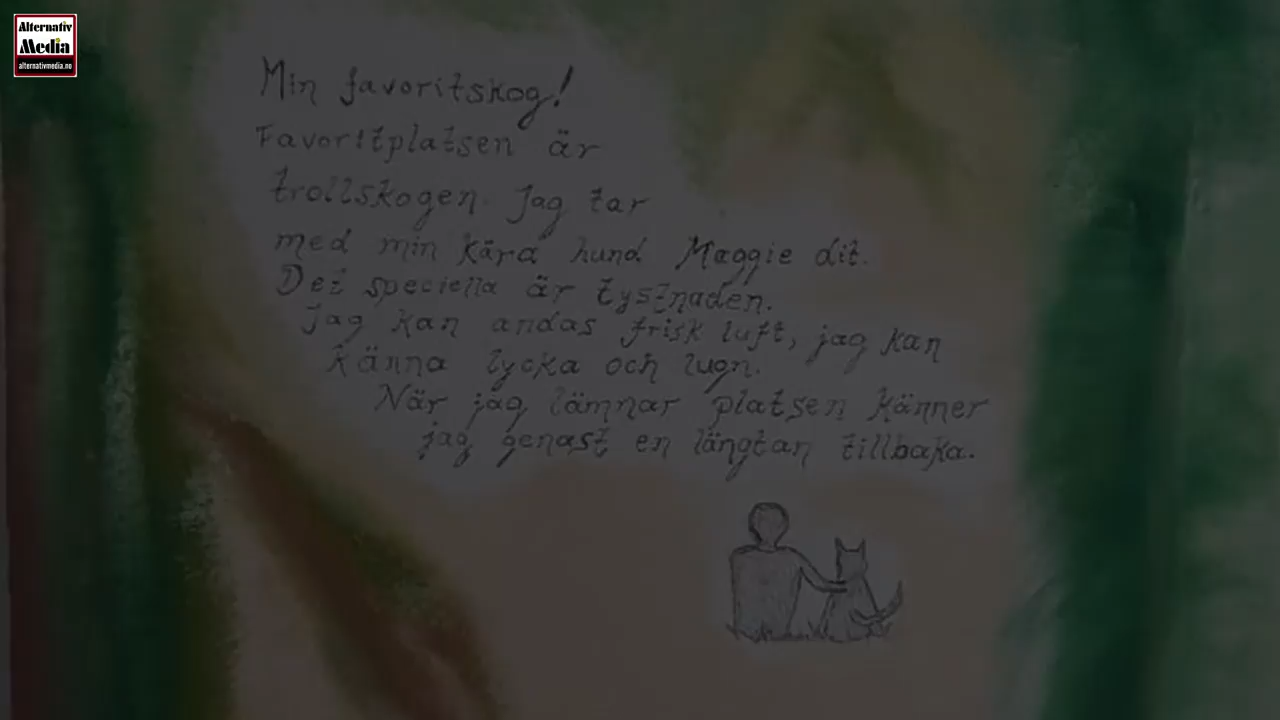 Alternativ
Media
alternativmedia.no
Min favoritskog!
Favoritplatsen är
trollskogen. Jag tar
med min kära hund Maggie dit.
Det speciella är tystnaden.
Jag kan andas frisk luft, jag kan
känna lycka och lugn.
När jag lämnar platsen känner
jag genast en längtan tillbaka.